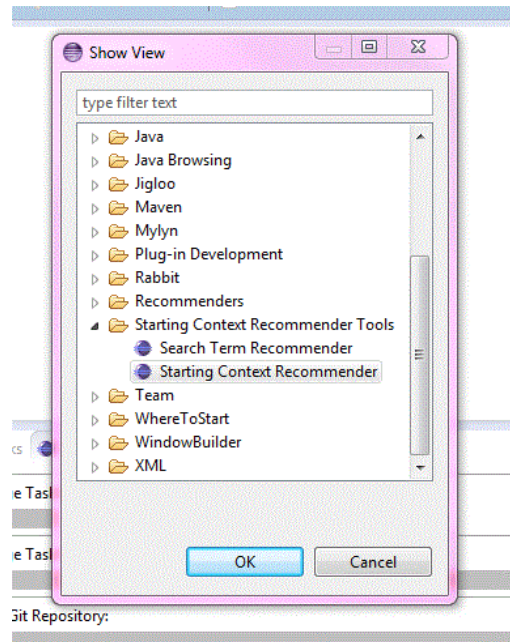 Show View
type filter text
Java
Java Browsing
Jigloo
Maven
Mylyn
Plug-in Development
Rabbit
Recommenders
Starting Context Recommender Tools
Search Term Recommender
Starting Context Recommender
Team
WhereToStart
WindowBuilder
XML
OK
Cancel
Git Repository: